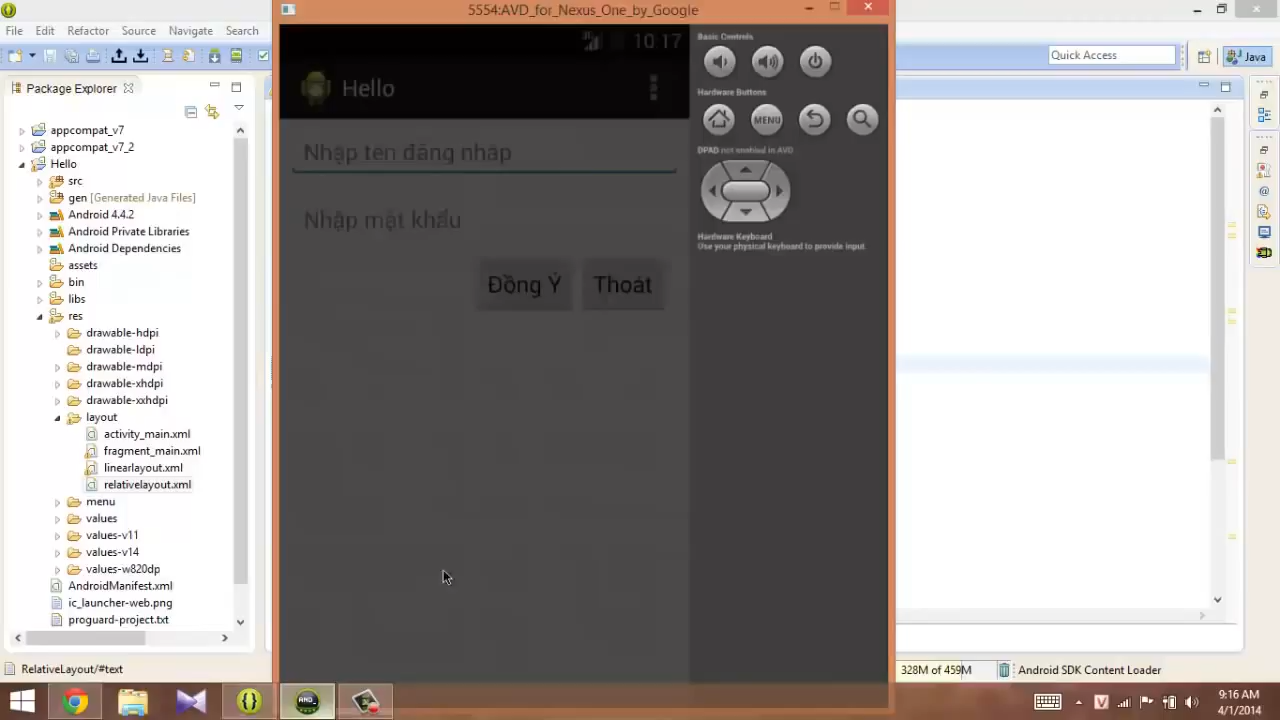 5554:AVD_for_Nexus_One_by_Google
File Edit Refactor Source Navigate Search
Quick Access
Java
Package Explorer
appcompat_v7
appcompat_v7_2
Hello
src
gen [Generated Java Files]
Android 4.4.2
Android Private Libraries
Android Dependencies
assets
bin
libs
res
drawable-hdpi
drawable-ldpi
drawable-mdpi
drawable-xhdpi
drawable-xxhdpi
layout
activity_main.xml
fragment_main.xml
linearlayout.xml
relativelayout.xml
menu
values
values-v11
values-v14
values-w820dp
AndroidManifest.xml
ic_launcher-web.png
proguard-project.txt
RelativeLayout/#text
10:17
Hello
Nhập tên đăng nhập
Nhập mật khẩu
Đồng Ý Thoát
Basic Controls
Hardware Buttons
MENU
DPAD not enabled in AVD
Hardware Keyboard
Use your physical keyboard to provide input
328M of 459M
Android SDK Content Loader
9:16 AM
4/1/2014